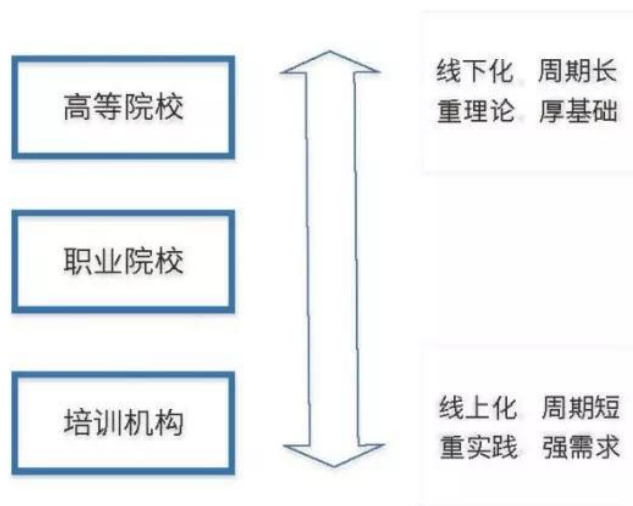 高等院校
线下化 周期长
重理论 厚基础
职业院校
培训机构
线上化 周期短
重实践 强需求